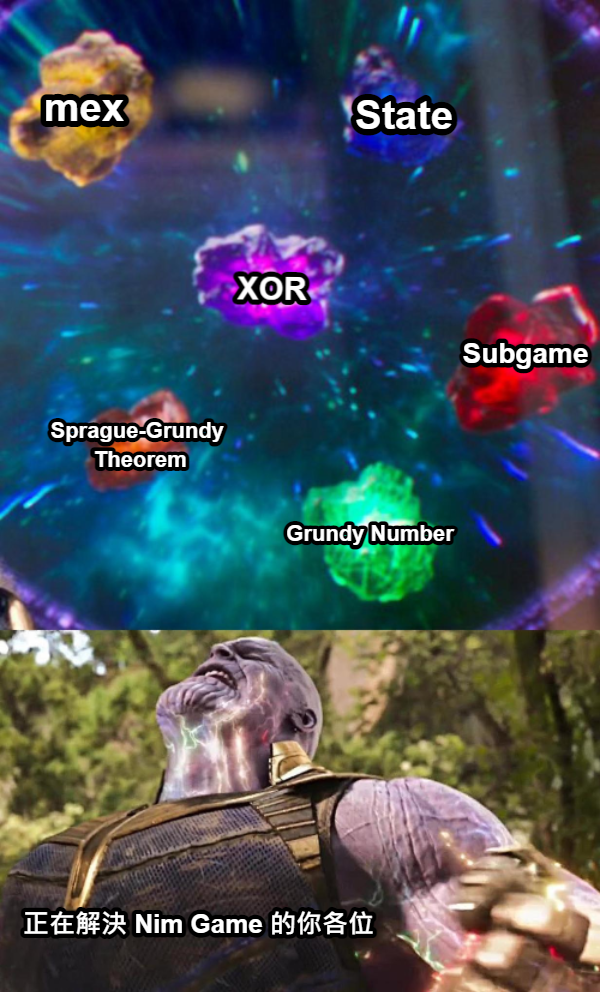 mex
State
XOR
Subgame
Sprague-Grundy
Theorem
Grundy Number
正在解決 Nim Game 的你各位